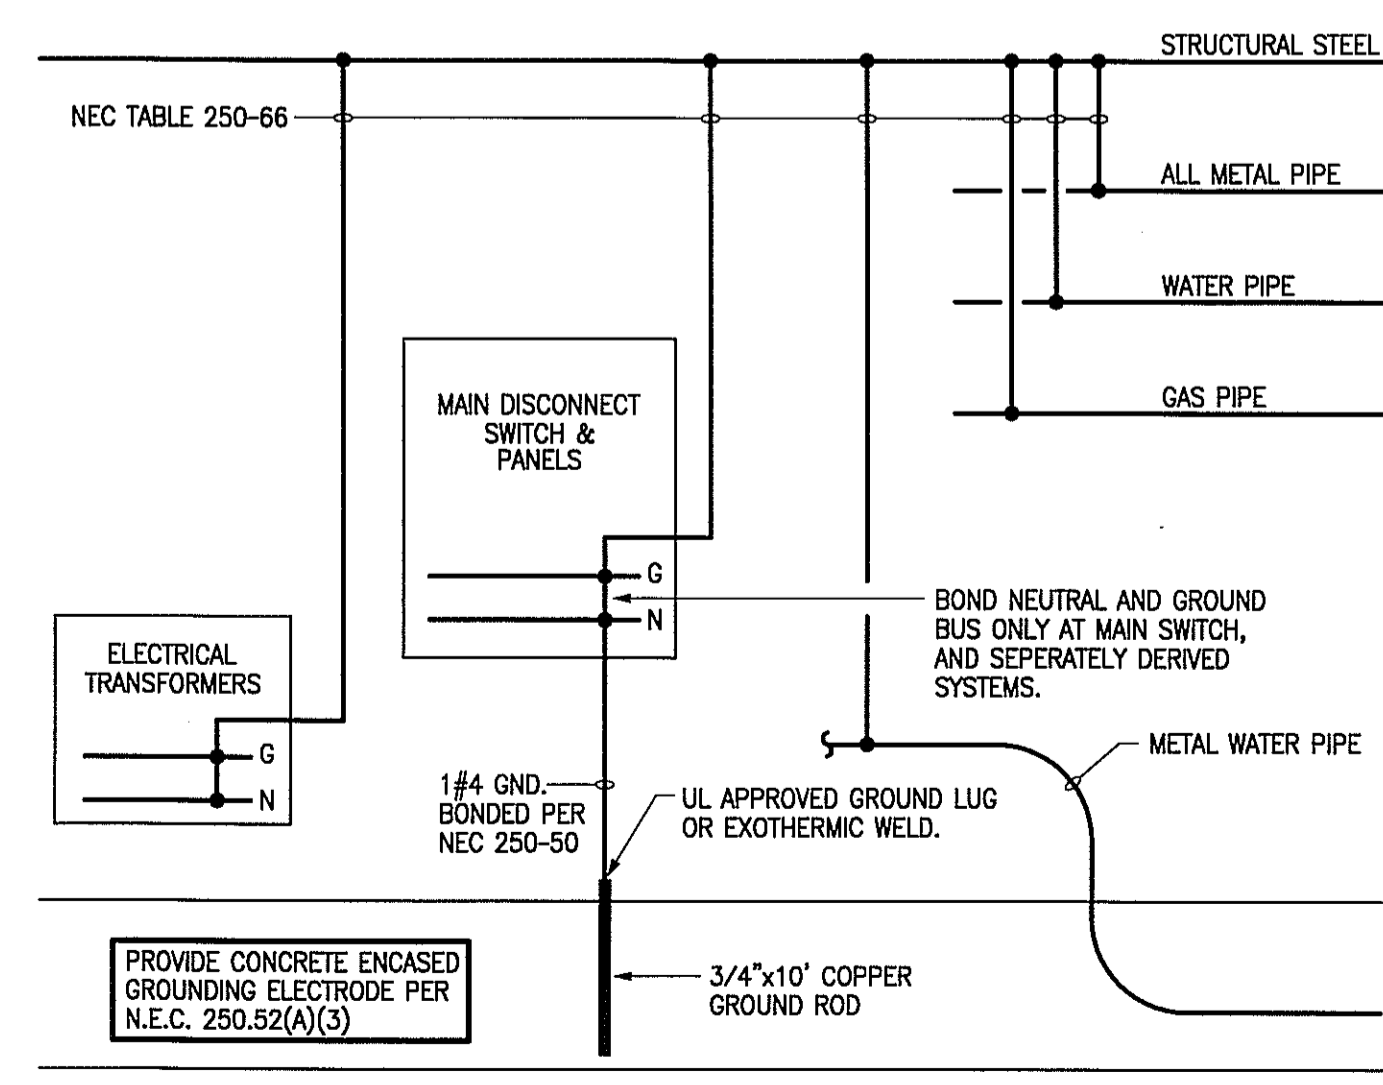 STRUCTURAL STEEL
NEC TABLE 250-66
ALL METAL PIPE
WATER PIPE
GAS PIPE
MAIN DISCONNECT
SWITCH &
PANELS
G
N
BOND NEUTRAL AND GROUND
BUS ONLY AT MAIN SWITCH,
AND SEPERATELY DERIVED
SYSTEMS.
ELECTRICAL
TRANSFORMERS
G
N
METAL WATER PIPE
1#4 GND.
BONDED PER
NEC 250-50
UL APPROVED GROUND LUG
OR EXOTHERMIC WELD.
PROVIDE CONCRETE ENCASED
GROUNDING ELECTRODE PER
N.E.C. 250.52(A)(3)
3/4"x10' COPPER
GROUND ROD